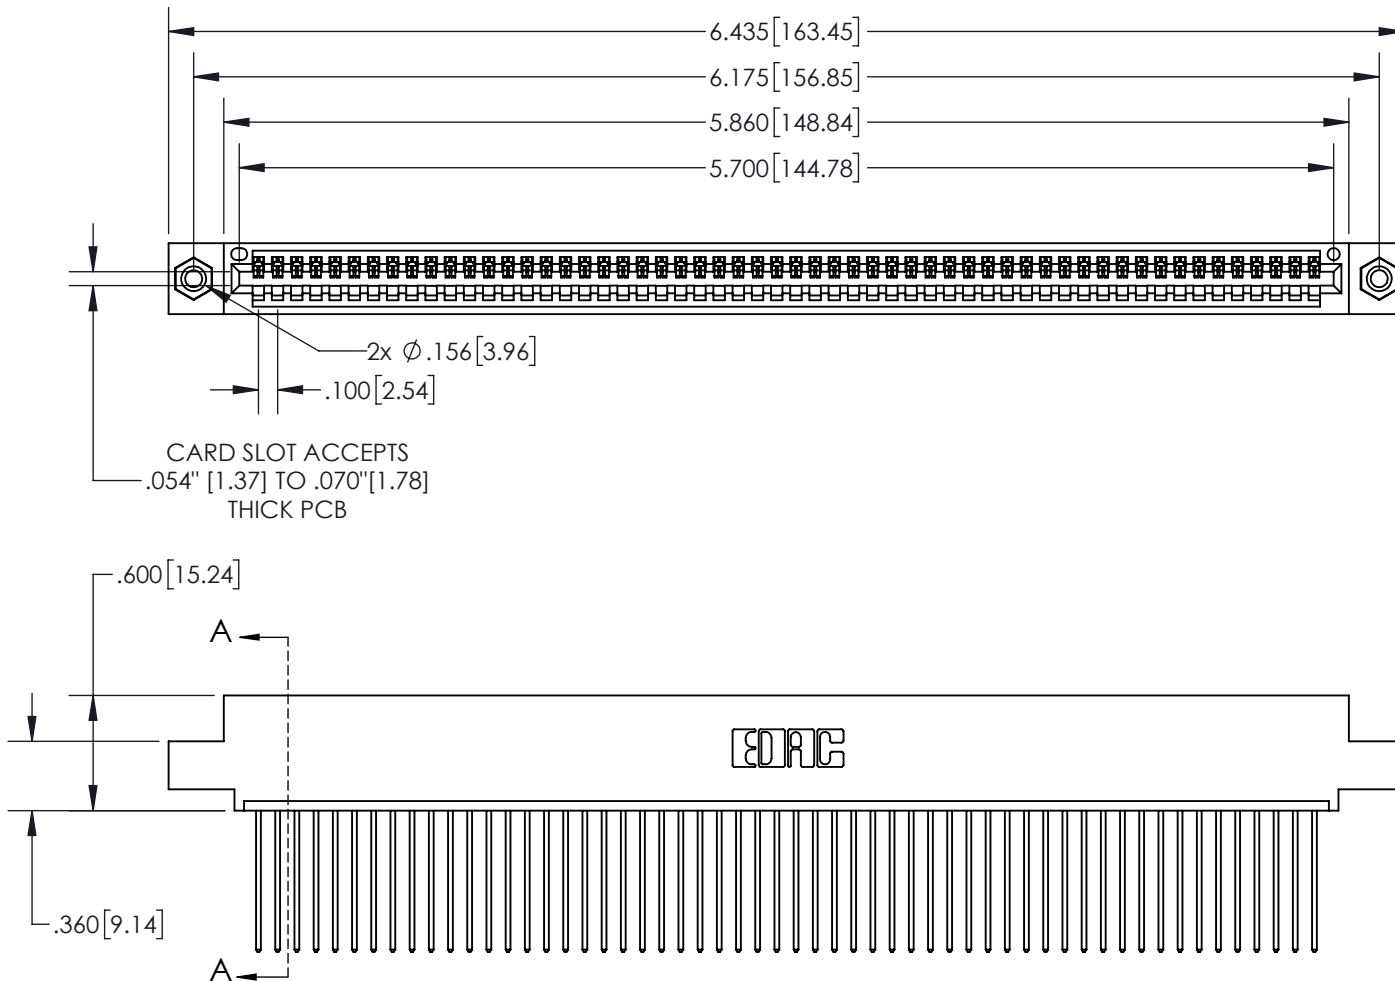 6.435[163.45]
6.175[156.85]
5.860[148.84]
5.700[144.78]
2x Ø.156[3.96]
.100[2.54]
CARD SLOT ACCEPTS
.054" [1.37] TO .070"[1.78]
THICK PCB
.600[15.24]
A
EDAC
.360[9.14]
A